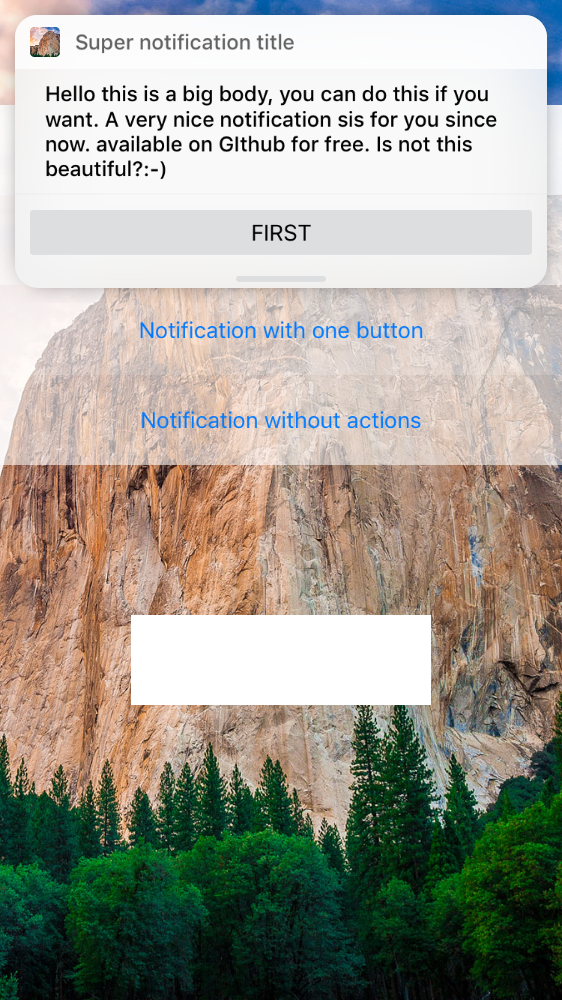 Super notification title
Hello this is a big body, you can do this if you
want. A very nice notification sis for you since
now. available on GIthub for free. Is not this
beautiful?:-)
FIRST
Notification with one button
Notification without actions